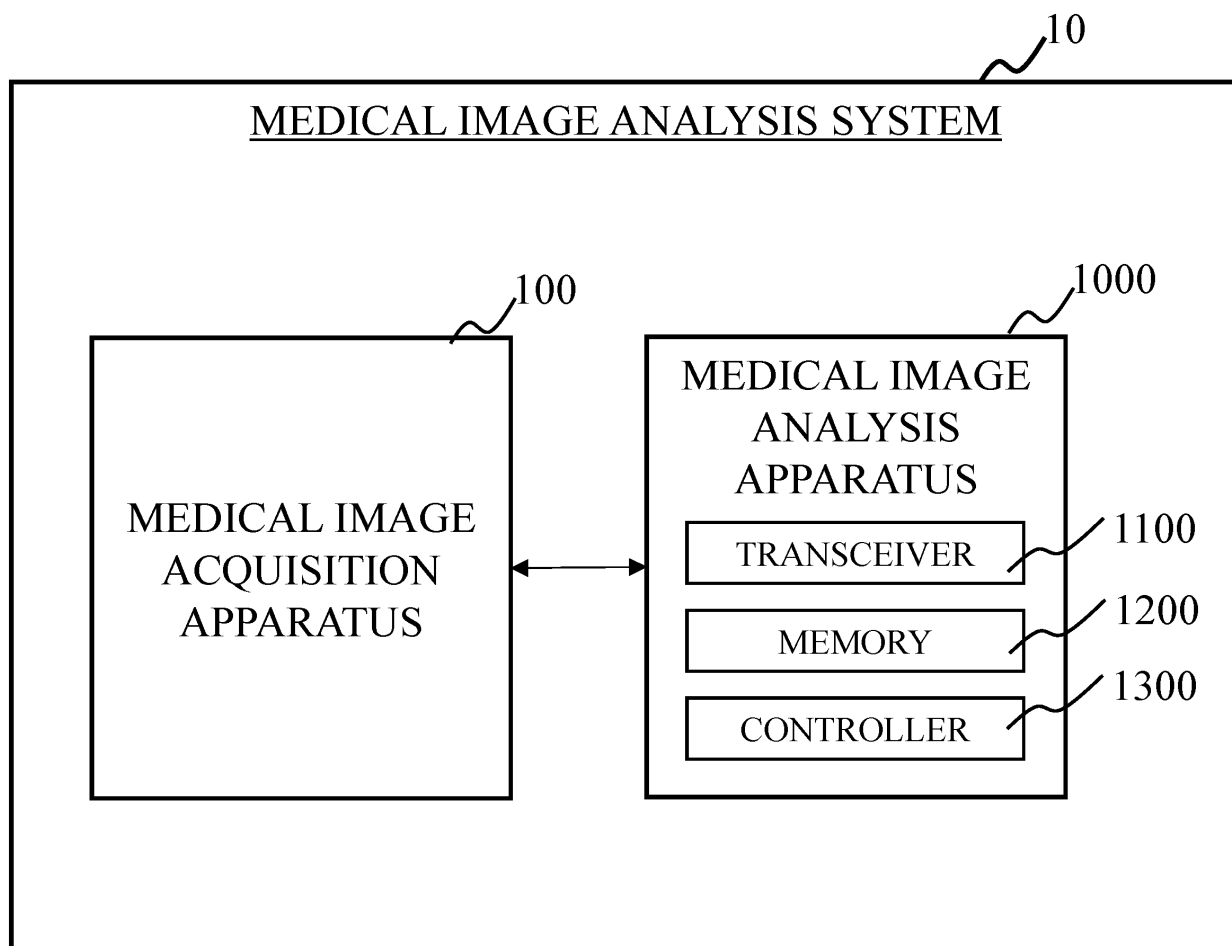 10
MEDICAL IMAGE ANALYSIS SYSTEM
100
MEDICAL IMAGE
ACQUISITION
APPARATUS
1000
MEDICAL IMAGE
ANALYSIS
APPARATUS
TRANSCEIVER
1100
MEMORY
1200
CONTROLLER
1300